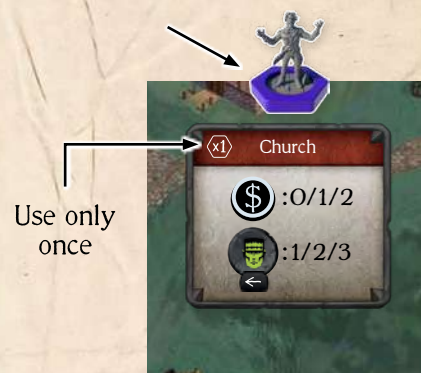 x1 Church
$ :0/1/2
:1/2/3
Use only
once